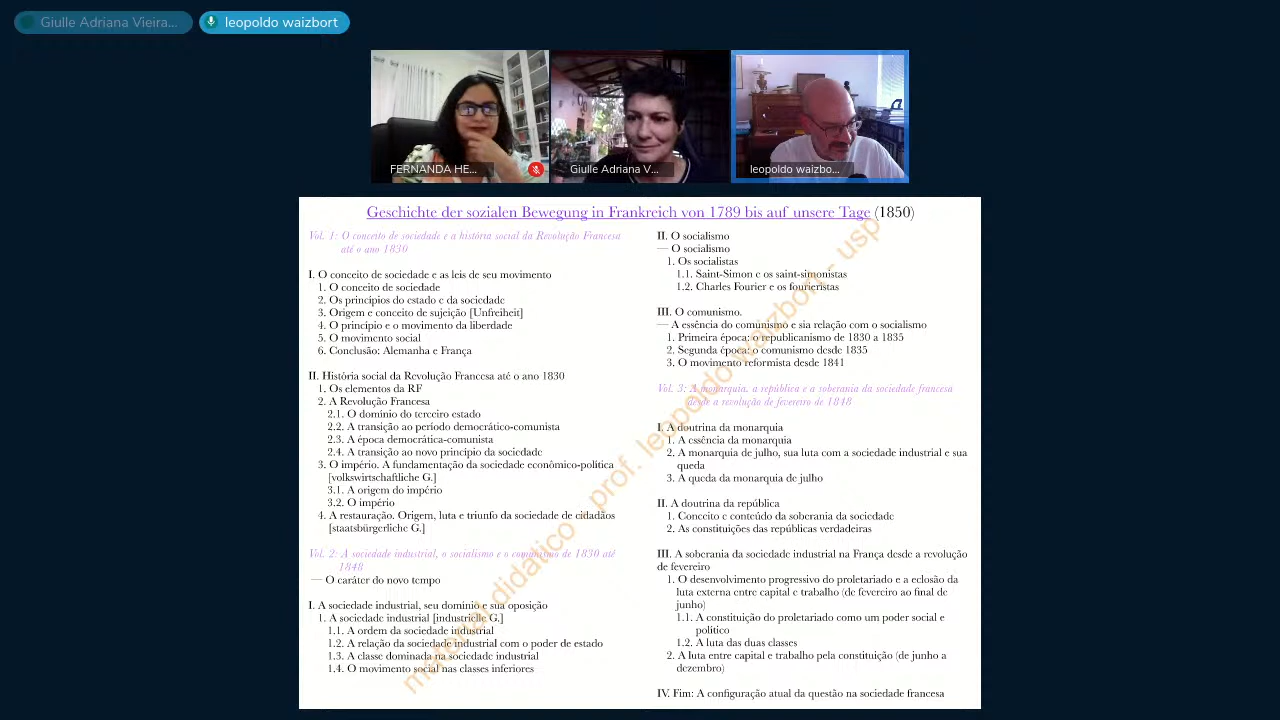 Giulle Adriana Vieira...
leopoldo waizbort
FERNANDA HE...
Giulle Adriana V...
leopoldo waizbo...
Geschichte der sozialen Bewegung in Frankreich von 1789 bis auf unsere Tage (1850)
Vol. 1: O conceito de sociedade e a história social da Revolução Francesa
até o ano 1830
I. O conceito de sociedade e as leis de seu movimento
1. O conceito de sociedade
2. Os princípios do estado e da sociedade
3. Origem e conceito de sujeição [Unfreiheit]
4. O princípio e o movimento da liberdade
5. O movimento social
6. Conclusão: Alemanha e França
II. História social da Revolução Francesa até o ano 1830
1. Os elementos da RF
2. A Revolução Francesa
2.1. O domínio do terceiro estado
2.2. A transição ao período democrático-comunista
2.3. A época democrática-comunista
2.4. A transição ao novo princípio da sociedade
3. O império. A fundamentação da sociedade econômico-política
[volkswirtschaftliche G.]
3.1. A origem do império
3.2. O império
4. A restauração. Origem, luta e triunfo da sociedade de cidadãos
[staatsbürgerliche G.]
Vol. 2: A sociedade industrial, o socialismo e o comunismo de 1830 até
1848
— O caráter do novo tempo
I. A sociedade industrial, seu domínio e sua oposição
1. A sociedade industrial [industrielle G.]
1.1. A ordem da sociedade industrial
1.2. A relação da sociedade industrial com o poder de estado
1.3. A classe dominada na sociedade industrial
1.4. O movimento social nas classes inferiores
II. O socialismo
— O socialismo
1. Os socialistas
1.1. Saint-Simon e os saint-simonistas
1.2. Charles Fourier e os fourieristas
III. O comunismo.
— A essência do comunismo e sia relação com o socialismo
1. Primeira época: o republicanismo de 1830 a 1835
2. Segunda época: o comunismo desde 1835
3. O movimento reformista desde 1841
Vol. 3: A monarquia. a república e a soberania da sociedade francesa
desde a revolução de fevereiro de 1848
I. A doutrina da monarquia
1. A essência da monarquia
2. A monarquia de julho, sua luta com a sociedade industrial e sua
queda
3. A queda da monarquia de julho
II. A doutrina da república
1. Conceito e conteúdo da soberania da sociedade
2. As constituições das repúblicas verdadeiras
III. A soberania da sociedade industrial na França desde a revolução
de fevereiro
1. O desenvolvimento progressivo do proletariado e a eclosão da
luta externa entre capital e trabalho (de fevereiro ao final de
junho)
1.1. A constituição do proletariado como um poder social e
político
1.2. A luta das duas classes
2. A luta entre capital e trabalho pela constituição (de junho a
dezembro)
IV. Fim: A configuração atual da questão na sociedade francesa
material didático - prof. leopoldo waizbort - usp